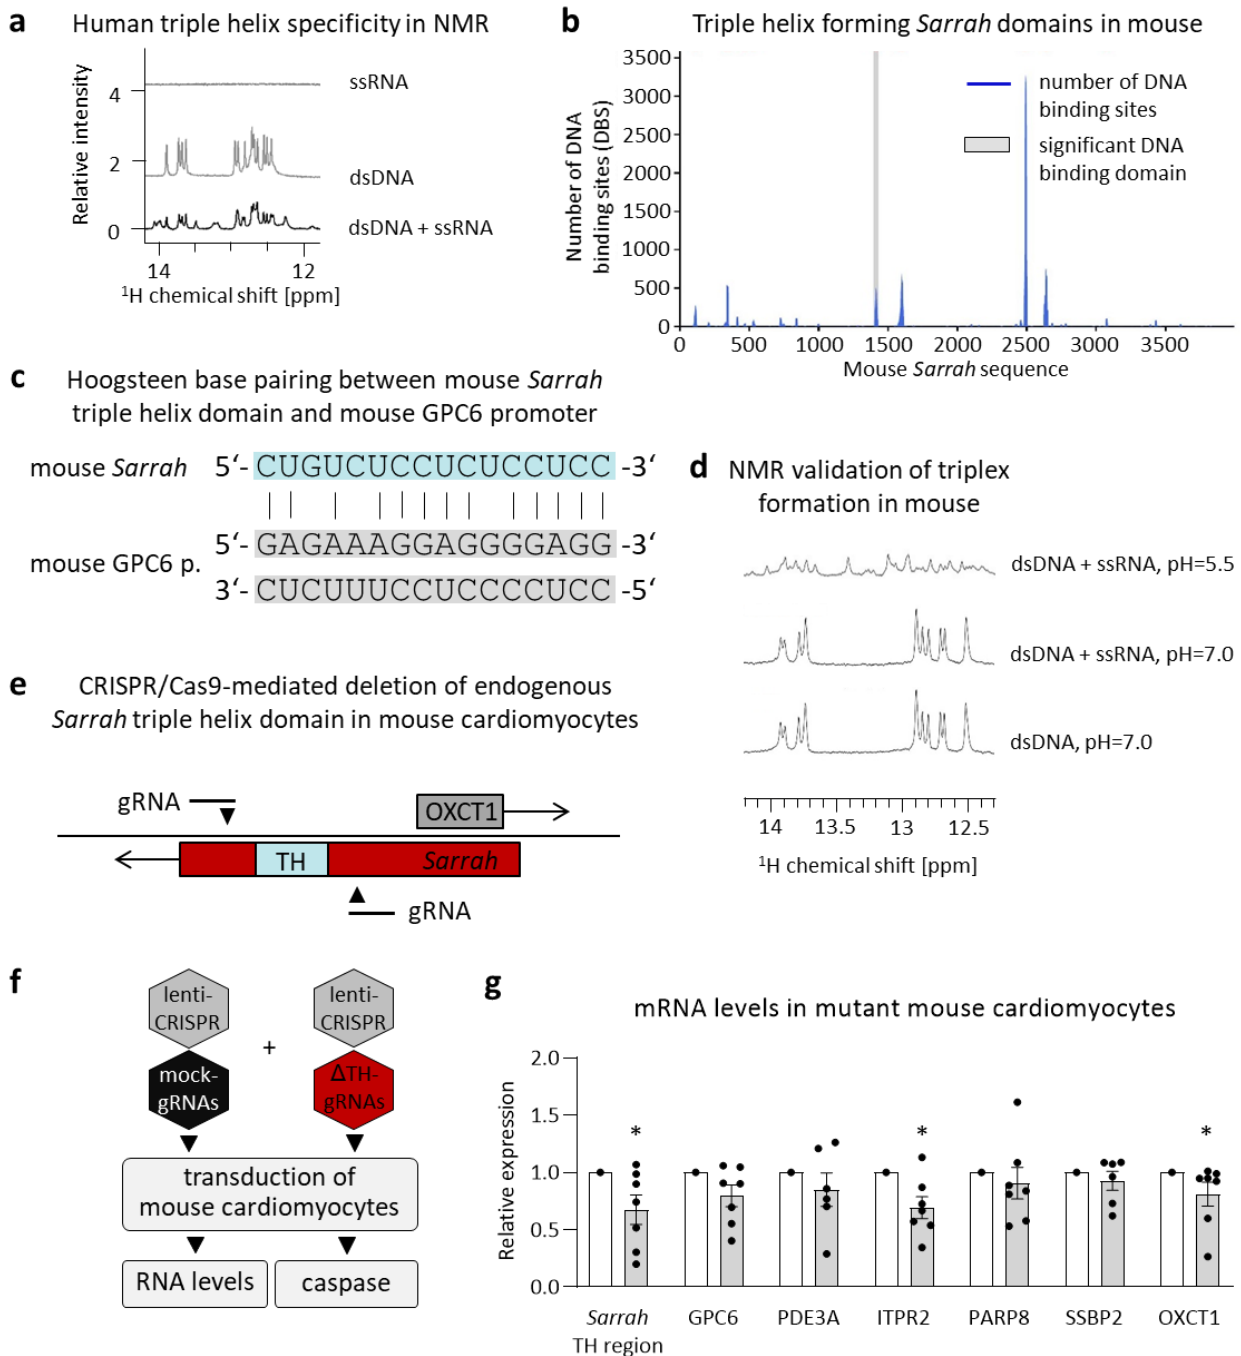 a Human triple helix specificity in NMR
Relative intensity
4
2
0
ssRNA
dsDNA
dsDNA + ssRNA
14 12
¹H chemical shift [ppm]
b Triple helix forming Sarrah domains in mouse
Number of DNA
binding sites (DBS)
3500
3000
2500
2000
1500
1000
500
0
0 500 1000 1500 2000 2500 3000 3500
Mouse Sarrah sequence
number of DNA
binding sites
significant DNA
binding domain
c Hoogsteen base pairing between mouse Sarrah
triple helix domain and mouse GPC6 promoter
mouse Sarrah 5‘- CUGUCUCCUCUCCUCC -3‘
mouse GPC6 p.
5‘- GAGAAAGGAGGGGAGG -3‘
3‘- CUCUUUCCUCCCCUCC -5‘
d NMR validation of triplex
formation in mouse
dsDNA + ssRNA, pH=5.5
dsDNA + ssRNA, pH=7.0
dsDNA, pH=7.0
14 13.5 13 12.5
¹H chemical shift [ppm]
e CRISPR/Cas9-mediated deletion of endogenous
Sarrah triple helix domain in mouse cardiomyocytes
gRNA
OXCT1
TH
Sarrah
gRNA
f
lenti-
CRISPR
mock-
gRNAs
+
lenti-
CRISPR
ΔTH-
gRNAs
transduction of
mouse cardiomyocytes
RNA levels
caspase
g mRNA levels in mutant mouse cardiomyocytes
Relative expression
2.0
1.5
1.0
0.5
0.0
* * *
Sarrah
TH region
GPC6
PDE3A
ITPR2
PARP8
SSBP2
OXCT1